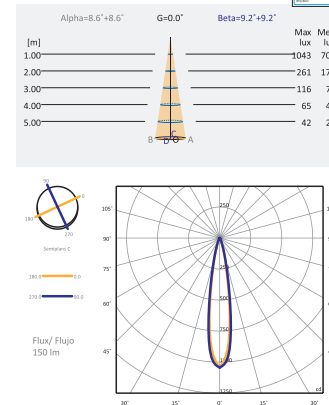 Alpha=8.6°+8.6° G=0.0° Beta=9.2°+9.2°
Max
[m] lux
1.00 1043
2.00 261
3.00 116
4.00 65
5.00 42
C
B D O A
90
0
180
270
Semiplano C
180.0 0.0
270.0 90.0
Flux/ Flujo
150 lm
105°
90°
75°
60°
45°
30° 15° 0° 15° 30°
250
250
500
750
1250
cd